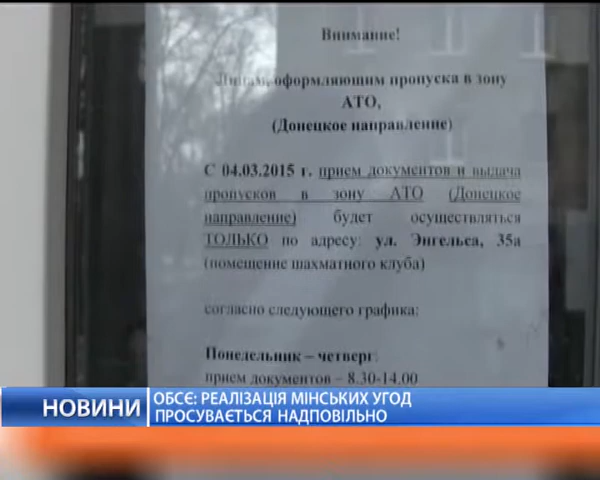 Внимание!
Лицам, оформляющим пропуска в зону
АТО,
(Донецкое направление)
С 04.03.2015 г. прием документов и выдача
пропусков в зону АТО (Донецкое
направление) будет осуществляться
ТОЛЬКО по адресу: ул. Энгельса, 35а
(помещение шахматного клуба)
согласно следующего графика:
Понедельник – четверг:
прием документов – 8.30-14.00
НОВИНИ
ОБСЄ: РЕАЛІЗАЦІЯ МІНСЬКИХ УГОД
ПРОСУВАЄТЬСЯ НАДПОВІЛЬНО